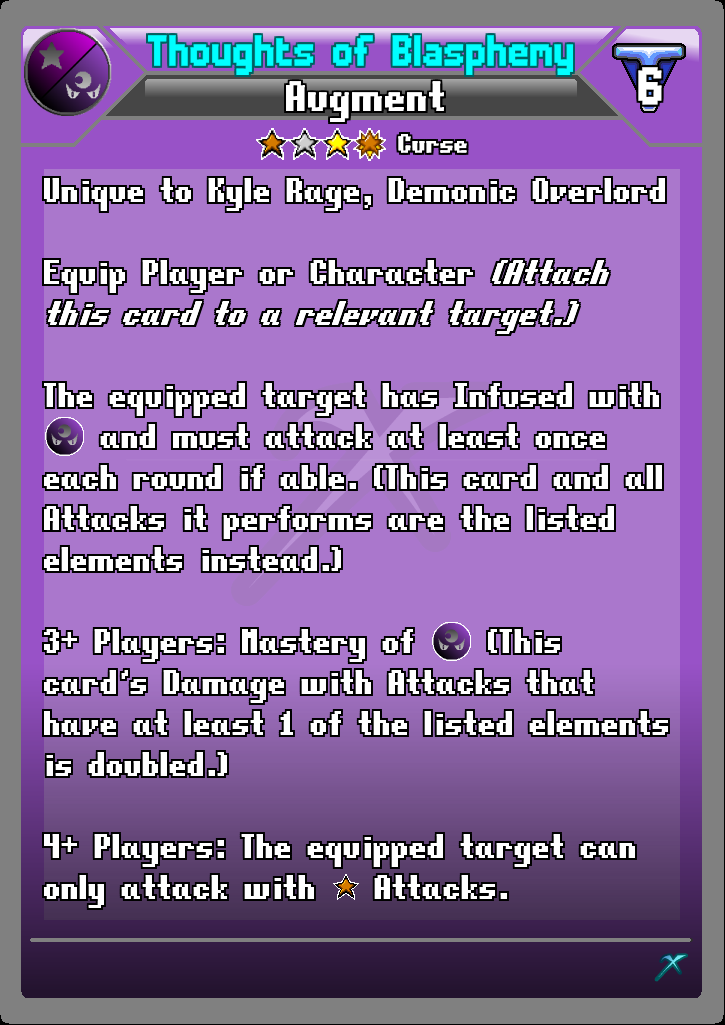 Thoughts of Blasphemy
6
Augment
Curse
Unique to Kyle Rage, Demonic Overlord
Equip Player or Character (Attach
this card to a relevant target.)
The equipped target has Infused with
and must attack at least once
each round if able. (This card and all
Attacks it performs are the listed
elements instead.)
3+ Players: Mastery of (This
card's Damage with Attacks that
have at least 1 of the listed elements
is doubled.)
4+ Players: The equipped target can
only attack with Attacks.